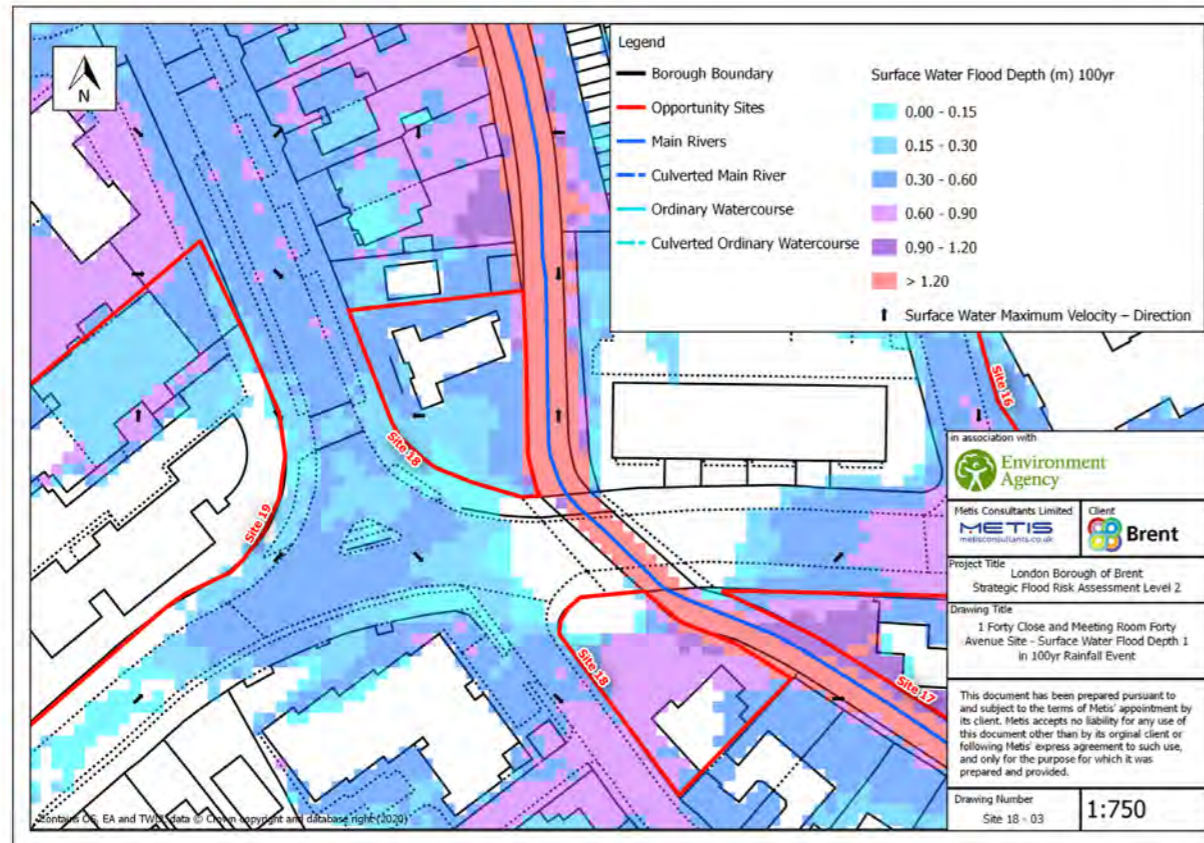 N
Legend
Borough Boundary
Opportunity Sites
Main Rivers
Culverted Main River
Ordinary Watercourse
Culverted Ordinary Watercourse
Surface Water Flood Depth (m) 100yr
0.00 - 0.15
0.15 - 0.30
0.30 - 0.60
0.60 - 0.90
0.90 - 1.20
> 1.20
Surface Water Maximum Velocity – Direction
Site 16
Site 18
Site 19
Site 18
Site 17
in association with
Environment
Agency
Metis Consultants Limited
METIS
metisconsultants.co.uk
Client
Brent
Project Title
London Borough of Brent
Strategic Flood Risk Assessment Level 2
Drawing Title
1 Forty Close and Meeting Room Forty
Avenue Site - Surface Water Flood Depth 1
in 100yr Rainfall Event
This document has been prepared pursuant to
and subject to the terms of Metis' appointment by
its client. Metis accepts no liability for any use of
this document other than by its orginal client or
following Metis' express agreement to such use,
and only for the purpose for which it was
prepared and provided.
Drawing Number
Site 18 - 03
1:750
Contains OS, EA and TWUL data © Crown copyright and database right (2020)